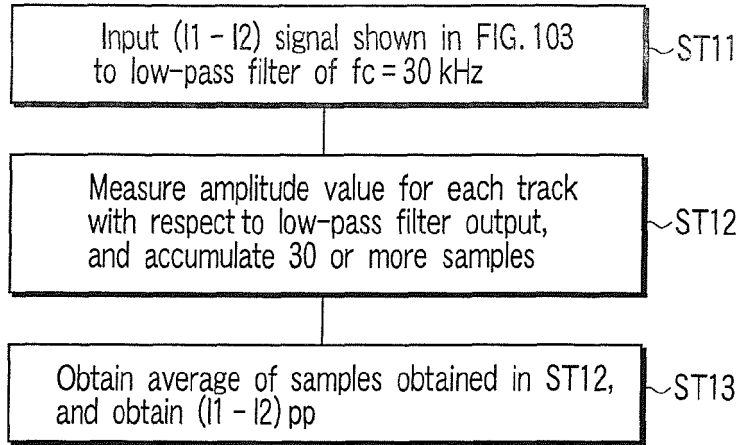 Input (I1 - I2) signal shown in FIG. 103
to low-pass filter of fc = 30 kHz
ST11
Measure amplitude value for each track
with respect to low-pass filter output,
and accumulate 30 or more samples
ST12
Obtain average of samples obtained in ST12,
and obtain (I1 - I2) pp
ST13